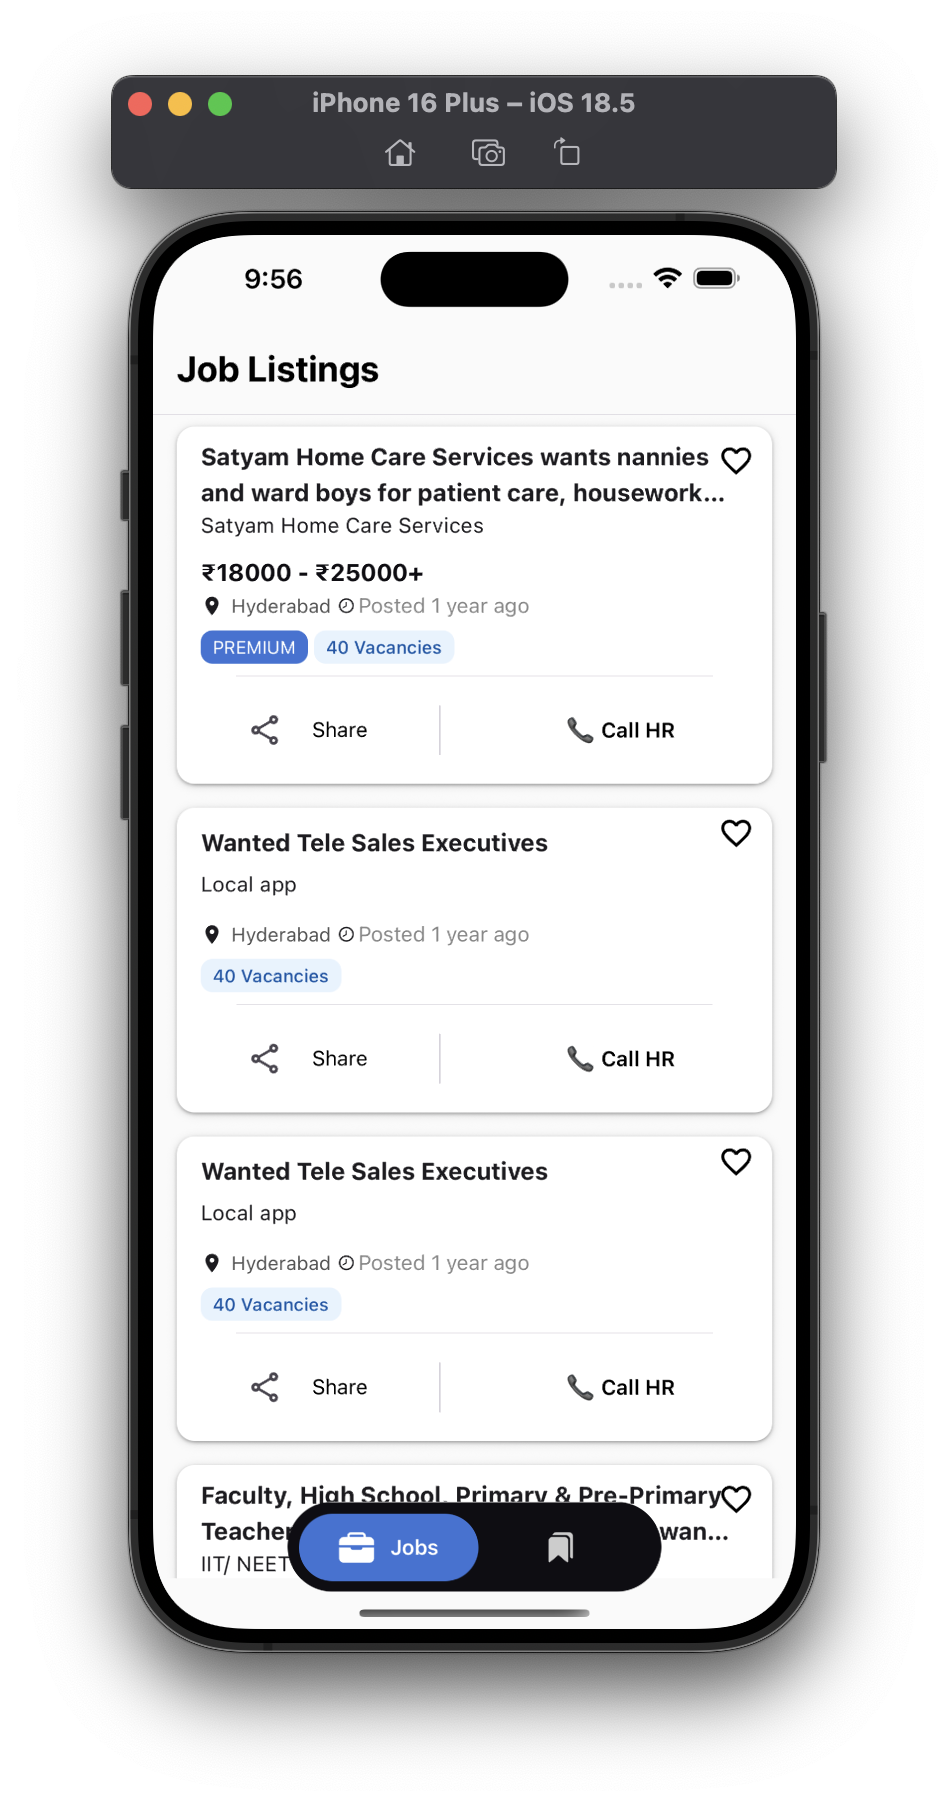 iPhone 16 Plus – iOS 18.5
9:56
Job Listings
Satyam Home Care Services wants nannies
and ward boys for patient care, housework...
Satyam Home Care Services
₹18000 - ₹25000+
Hyderabad Posted 1 year ago
PREMIUM 40 Vacancies
Share Call HR
Wanted Tele Sales Executives
Local app
Hyderabad Posted 1 year ago
40 Vacancies
Share Call HR
Wanted Tele Sales Executives
Local app
Hyderabad Posted 1 year ago
40 Vacancies
Share Call HR
Faculty, High School, Primary & Pre-Primary
wan...
IIT/ NEET
Jobs